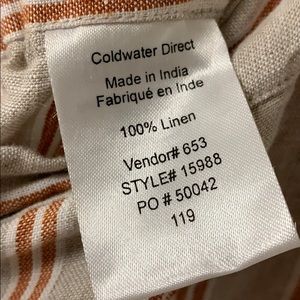 Coldwater Direct
Made in India
Fabriqué en Inde
100% Linen
Vendor# 653
STYLE# 15988
PO # 50042
119